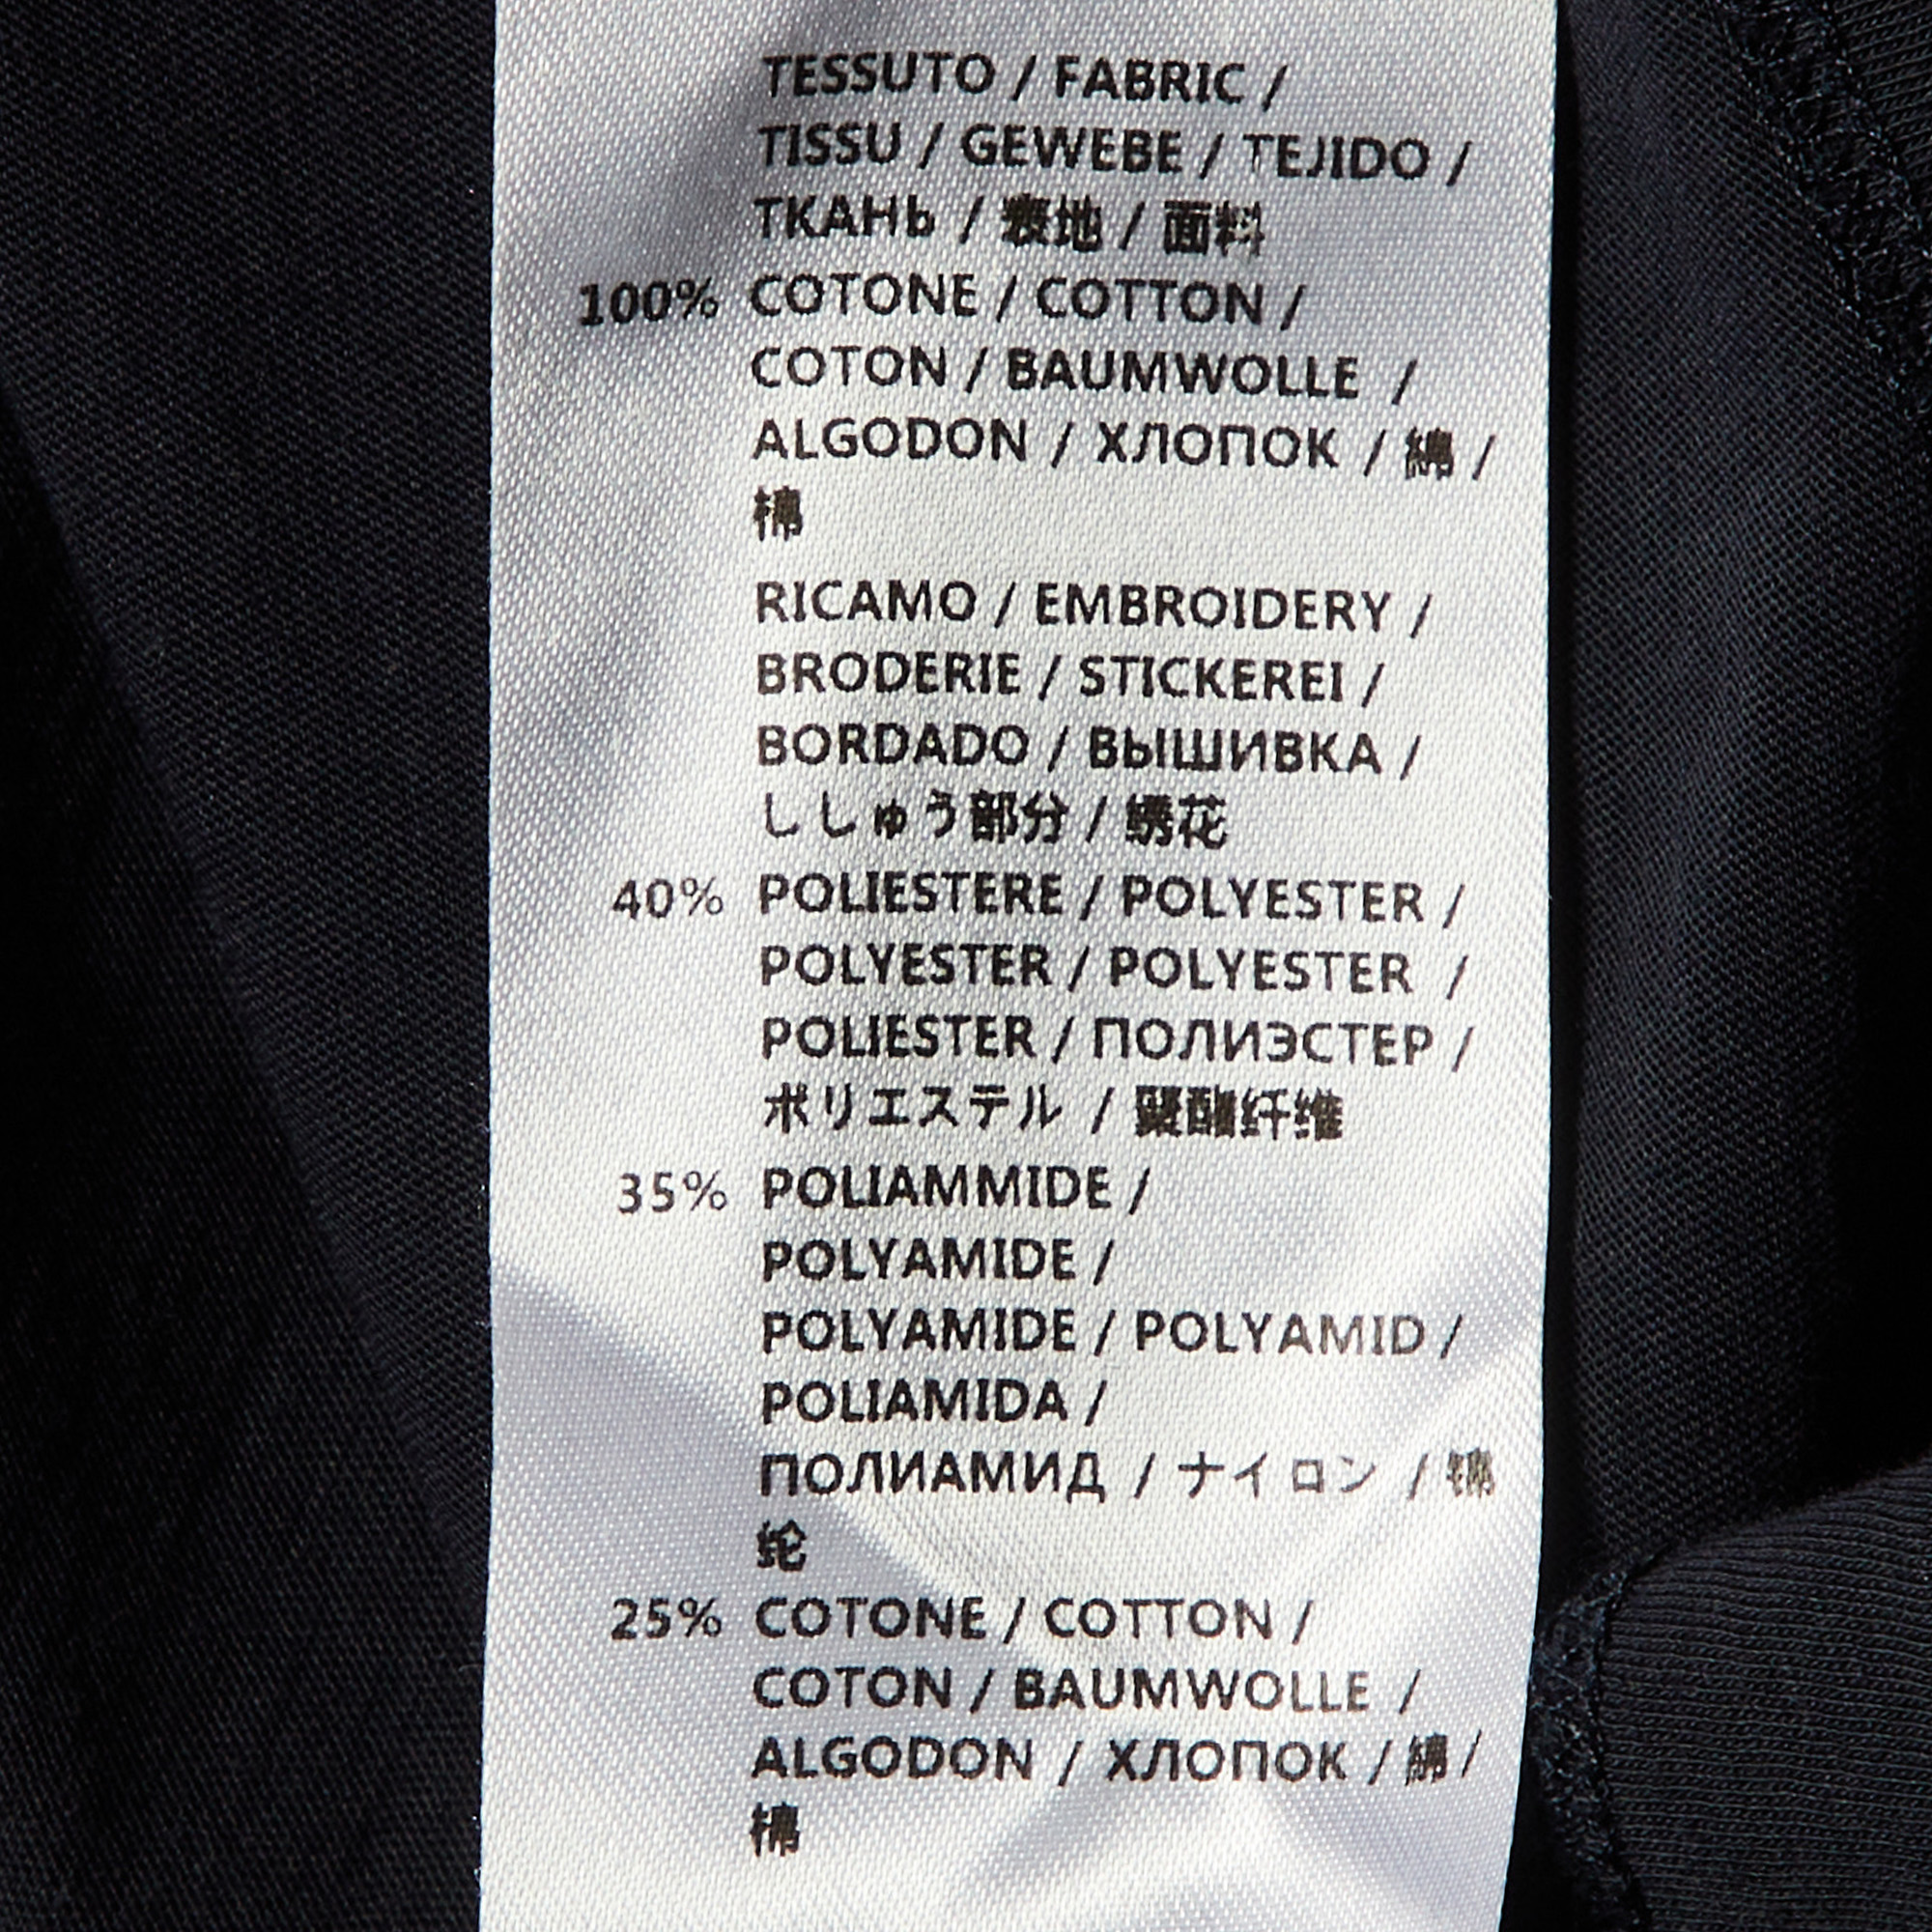 TESSUTO / FABRIC /
TISSU / GEWEBE / TEJIDO /
ТКАНЬ / 表地 / 面料
100% COTONE / COTTON /
COTON / BAUMWOLLE /
ALGODON / ХЛОПОК / 綿 /
棉
RICAMO / EMBROIDERY /
BRODERIE / STICKEREI /
BORDADO / ВЫШИВКА /
ししゅう部分 / 绣花
40% POLIESTERE / POLYESTER /
POLYESTER / POLYESTER /
POLIESTER / ПОЛИЭСТЕР /
ポリエステル / 聚酯纤维
35% POLIAMMIDE /
POLYAMIDE /
POLYAMIDE / POLYAMID /
POLIAMIDA /
ПОЛИАМИД / ナイロン / 锦
纶
25% COTONE / COTTON /
COTON / BAUMWOLLE /
ALGODON / ХЛОПОК / 綿 /
棉